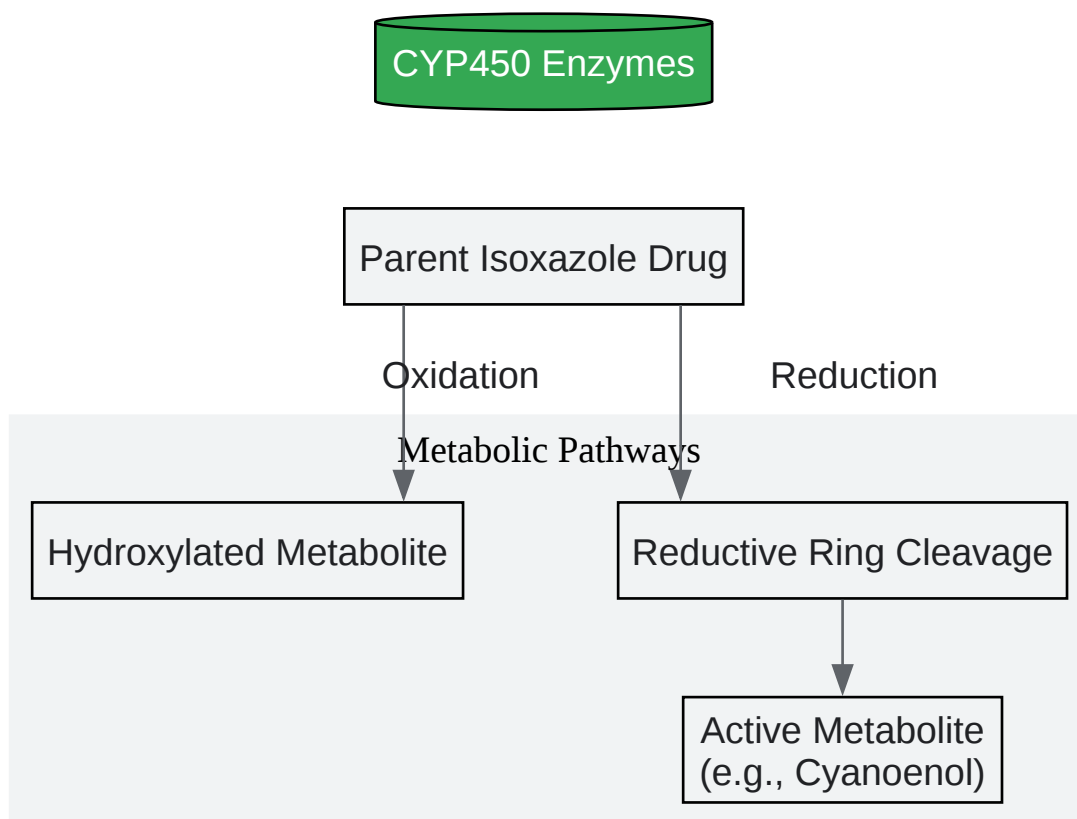 CYP450 Enzymes
Parent Isoxazole Drug
Oxidation
Reduction
Metabolic Pathways
Hydroxylated Metabolite
Reductive Ring Cleavage
Active Metabolite
(e.g., Cyanoenol)